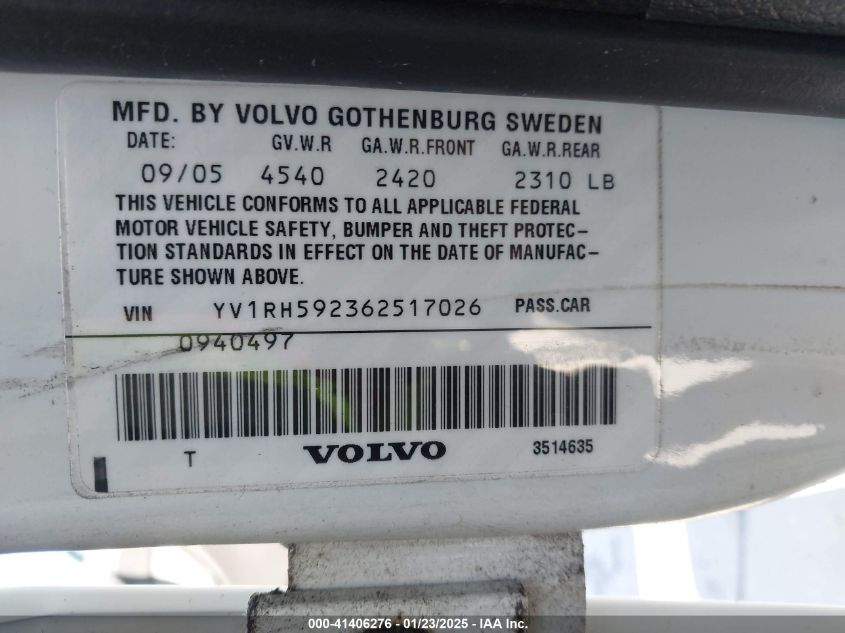 MFD. BY VOLVO GOTHENBURG SWEDEN
DATE: GV.W.R GA.W.R.FRONT GA.W.R.REAR
09/05 4540 2420 2310 LB
THIS VEHICLE CONFORMS TO ALL APPLICABLE FEDERAL
MOTOR VEHICLE SAFETY, BUMPER AND THEFT PROTEC-
TION STANDARDS IN EFFECT ON THE DATE OF MANUFAC-
TURE SHOWN ABOVE.
VIN YV1RH592362517026 PASS.CAR
0940497
T VOLVO 3514635
000-41406276 - 01/23/2025 - IAA Inc.